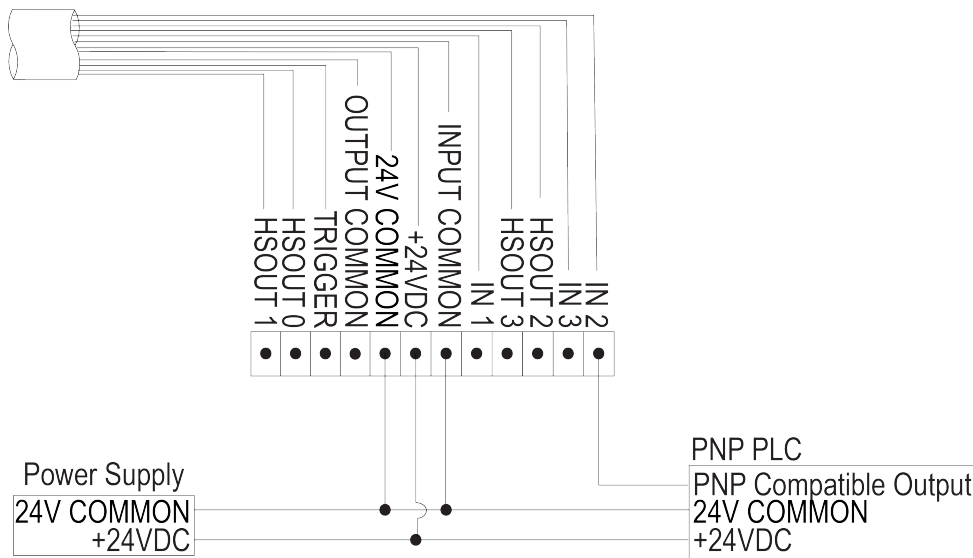 HSOUT 1
HSOUT 0
TRIGGER
OUTPUT COMMON
24V COMMON
+24VDC
INPUT COMMON
IN 1
HSOUT 3
HSOUT 2
IN 3
IN 2
Power Supply
24V COMMON
+24VDC
PNP PLC
PNP Compatible Output
24V COMMON
+24VDC